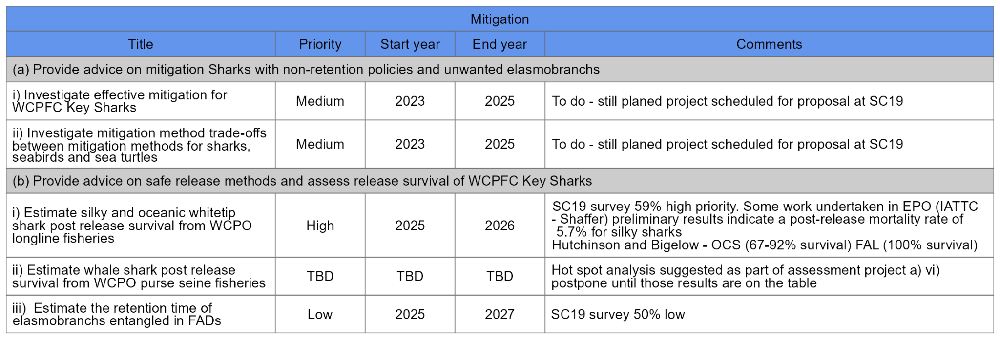 Mitigation
Title Priority Start year End year Comments
(a) Provide advice on mitigation Sharks with non-retention policies and unwanted elasmobranchs
i) Investigate effective mitigation for
WCPFC Key Sharks
Medium 2023 2025 To do - still planed project scheduled for proposal at SC19
ii) Investigate mitigation method trade-offs
between mitigation methods for sharks,
seabirds and sea turtles
Medium 2023 2025 To do - still planed project scheduled for proposal at SC19
(b) Provide advice on safe release methods and assess release survival of WCPFC Key Sharks
i) Estimate silky and oceanic whitetip
shark post release survival from WCPO
longline fisheries
High 2025 2026
SC19 survey 59% high priority. Some work undertaken in EPO (IATTC
- Shaffer) preliminary results indicate a post-release mortality rate of
5.7% for silky sharks
Hutchinson and Bigelow - OCS (67-92% survival) FAL (100% survival)
ii) Estimate whale shark post release
survival from WCPO purse seine fisheries
TBD TBD TBD
Hot spot analysis suggested as part of assessment project a) vi)
postpone until those results are on the table
iii) Estimate the retention time of
elasmobranchs entangled in FADs
Low 2025 2027 SC19 survey 50% low